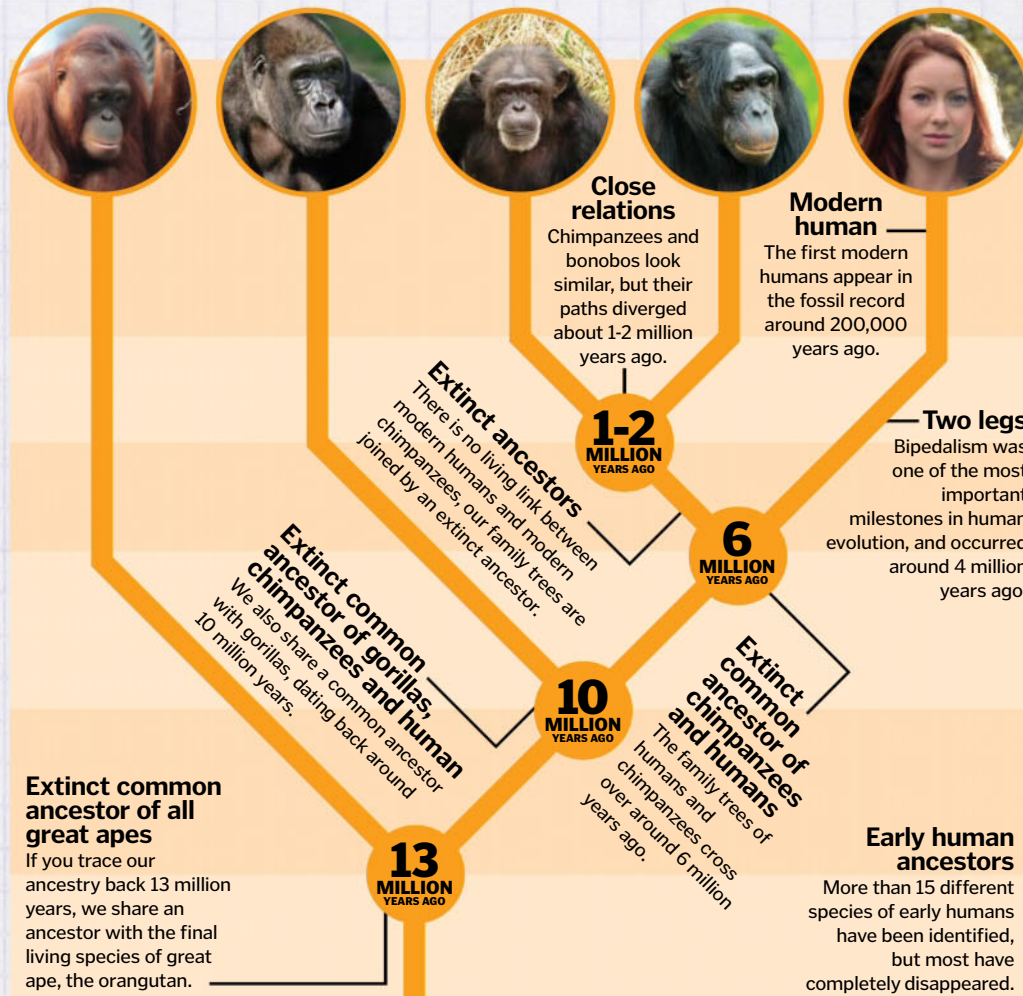 Close
relations
Chimpanzees and
bonobos look
similar, but their
paths diverged
about 1-2 million
years ago.
Modern
human
The first modern
humans appear in
the fossil record
around 200,000
years ago.
1-2
MILLION
YEARS AGO
Extinct ancestors
There is no living link between
modern humans and modern
chimpanzees, our family trees are
joined by an extinct ancestor.
Two legs
Bipedalism was
one of the most
important
milestones in human
evolution, and occurred
around 4 million
years ago
6
MILLION
YEARS AGO
Extinct common
ancestor of gorillas,
chimpanzees and human
We also share a common ancestor
with gorillas, dating back around
10 million years.
10
MILLION
YEARS AGO
Extinct
common
ancestor of
chimpanzees
and humans
The family trees of
humans and
chimpanzees cross
over around 6 million
years ago.
Extinct common
ancestor of all
great apes
If you trace our
ancestry back 13 million
years, we share an
ancestor with the final
living species of great
ape, the orangutan.
13
MILLION
YEARS AGO
Early human
ancestors
More than 15 different
species of early humans
have been identified,
but most have
completely disappeared.